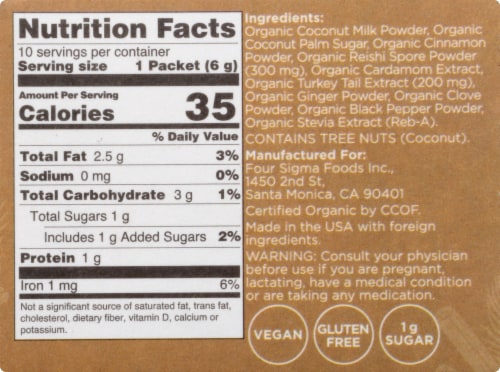 Nutrition Facts
10 servings per container
Serving size 1 Packet (6 g)
Amount Per Serving
Calories 35
% Daily Value
Total Fat 2.5 g 3%
Sodium 0 mg 0%
Total Carbohydrate 3 g 1%
Total Sugars 1 g
Includes 1 g Added Sugars 2%
Protein 1 g
Iron 1 mg 6%
Not a significant source of saturated fat, trans fat,
cholesterol, dietary fiber, vitamin D, calcium or
potassium.
Ingredients:
Organic Coconut Milk Powder, Organic
Coconut Palm Sugar, Organic Cinnamon
Powder, Organic Reishi Spore Powder
(300 mg), Organic Cardamom Extract,
Organic Turkey Tail Extract (200 mg),
Organic Ginger Powder, Organic Clove
Powder, Organic Black Pepper Powder,
Organic Stevia Extract (Reb-A).
CONTAINS TREE NUTS (Coconut).
Manufactured For:
Four Sigma Foods Inc.,
1450 2nd St,
Santa Monica, CA 90401
Certified Organic by CCOF.
Made in the USA with foreign
ingredients.
WARNING: Consult your physician
before use if you are pregnant,
lactating, have a medical condition
or are taking any medication.
VEGAN
GLUTEN
FREE
1g
SUGAR